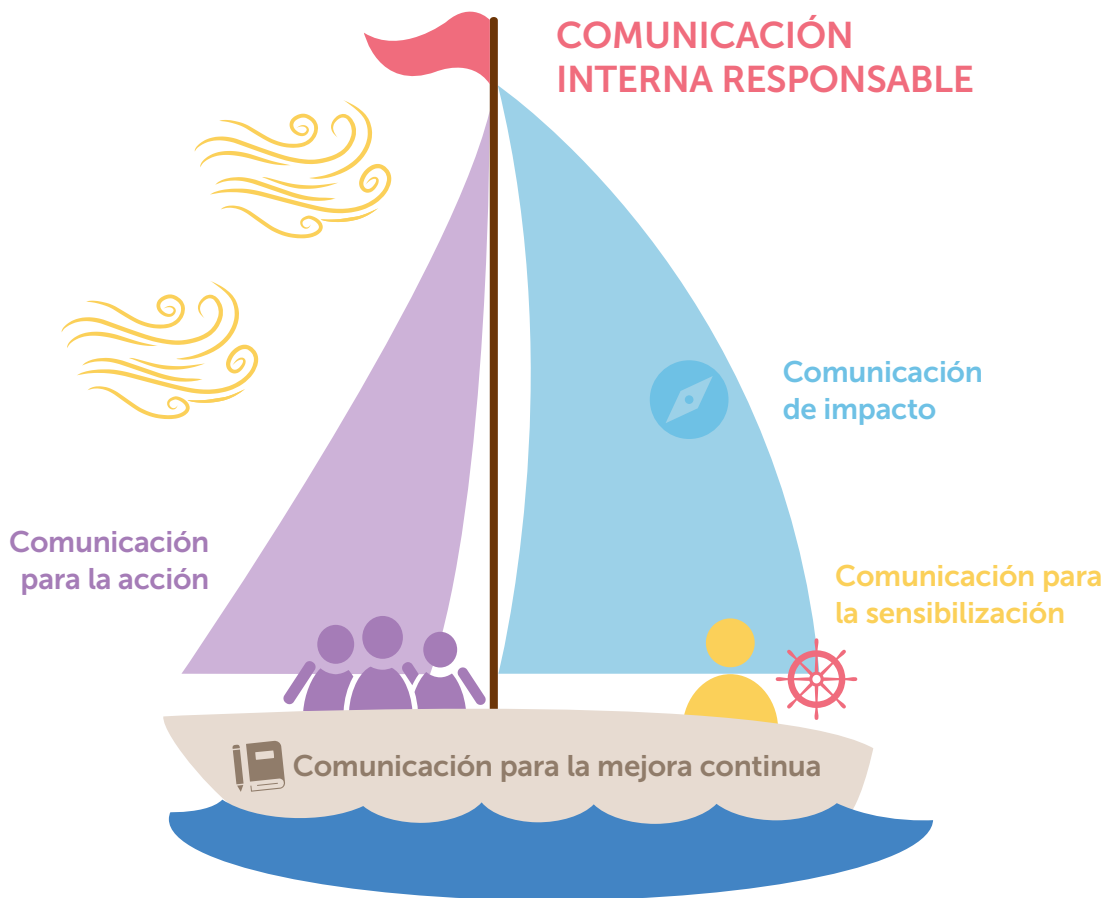 COMUNICACIÓN
INTERNA RESPONSABLE
Comunicación
de impacto
Comunicación
para la acción
Comunicación para
la sensibilización
Comunicación para la mejora continua